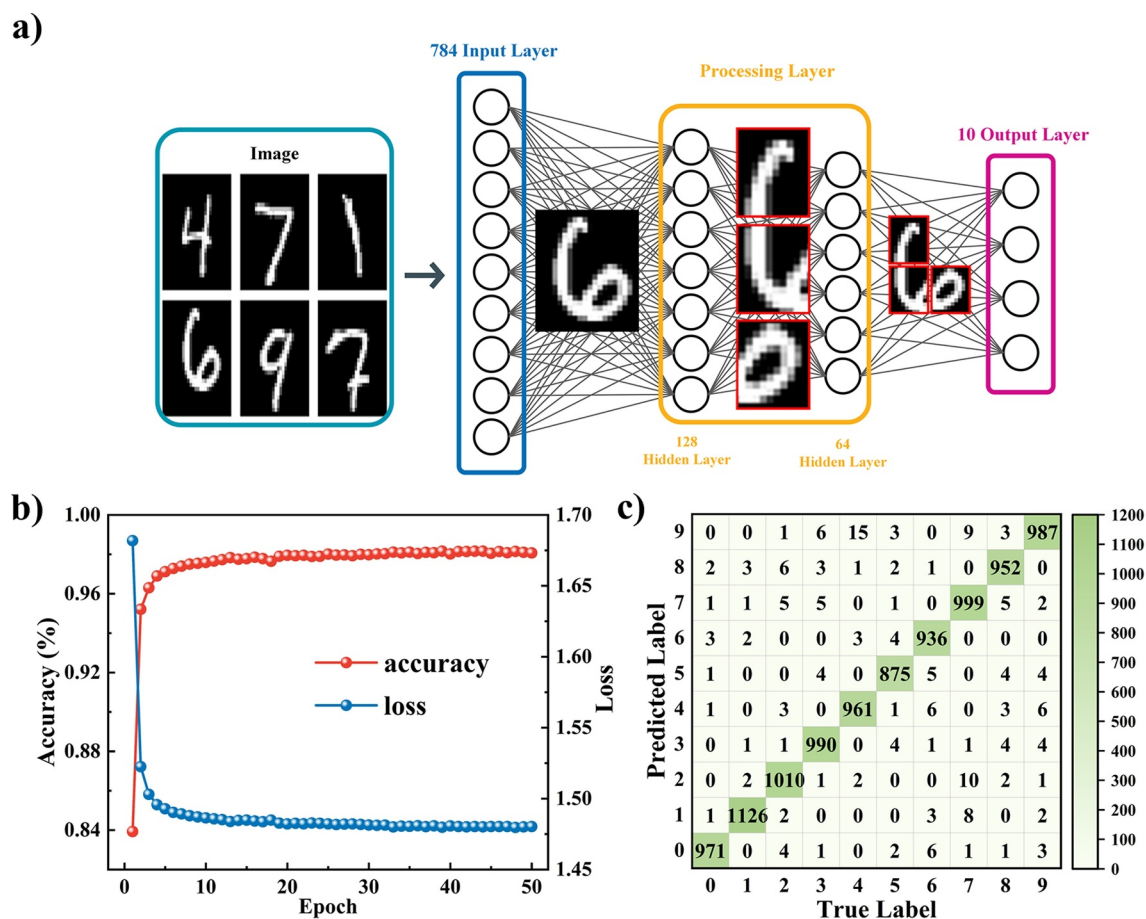 a)
784 Input Layer
Processing Layer
10 Output Layer
Image
128
Hidden Layer
64
Hidden Layer
b)
1.00
0.96
0.92
0.88
0.84
Accuracy (%)
accuracy
loss
1.70
1.65
1.60
1.55
1.50
1.45
Loss
0 10 20 30 40 50
Epoch
c)
Predicted Label
9 0 0 1 6 15 3 0 9 3 987
8 2 3 6 3 1 2 1 0 952 0
7 1 1 5 5 0 1 0 999 5 2
6 3 2 0 0 3 4 936 0 0 0
5 1 0 0 4 0 875 5 0 4 4
4 1 0 3 0 961 1 6 0 3 6
3 0 1 1 990 0 4 1 1 4 4
2 0 2 1010 1 2 0 0 10 2 1
1 1 1126 2 0 0 0 3 8 0 2
0 971 0 4 1 0 2 6 1 1 3
0 1 2 3 4 5 6 7 8 9
True Label
1200
1100
1000
900
800
700
600
500
400
300
200
100
0
4 7 1
6 9 7
6